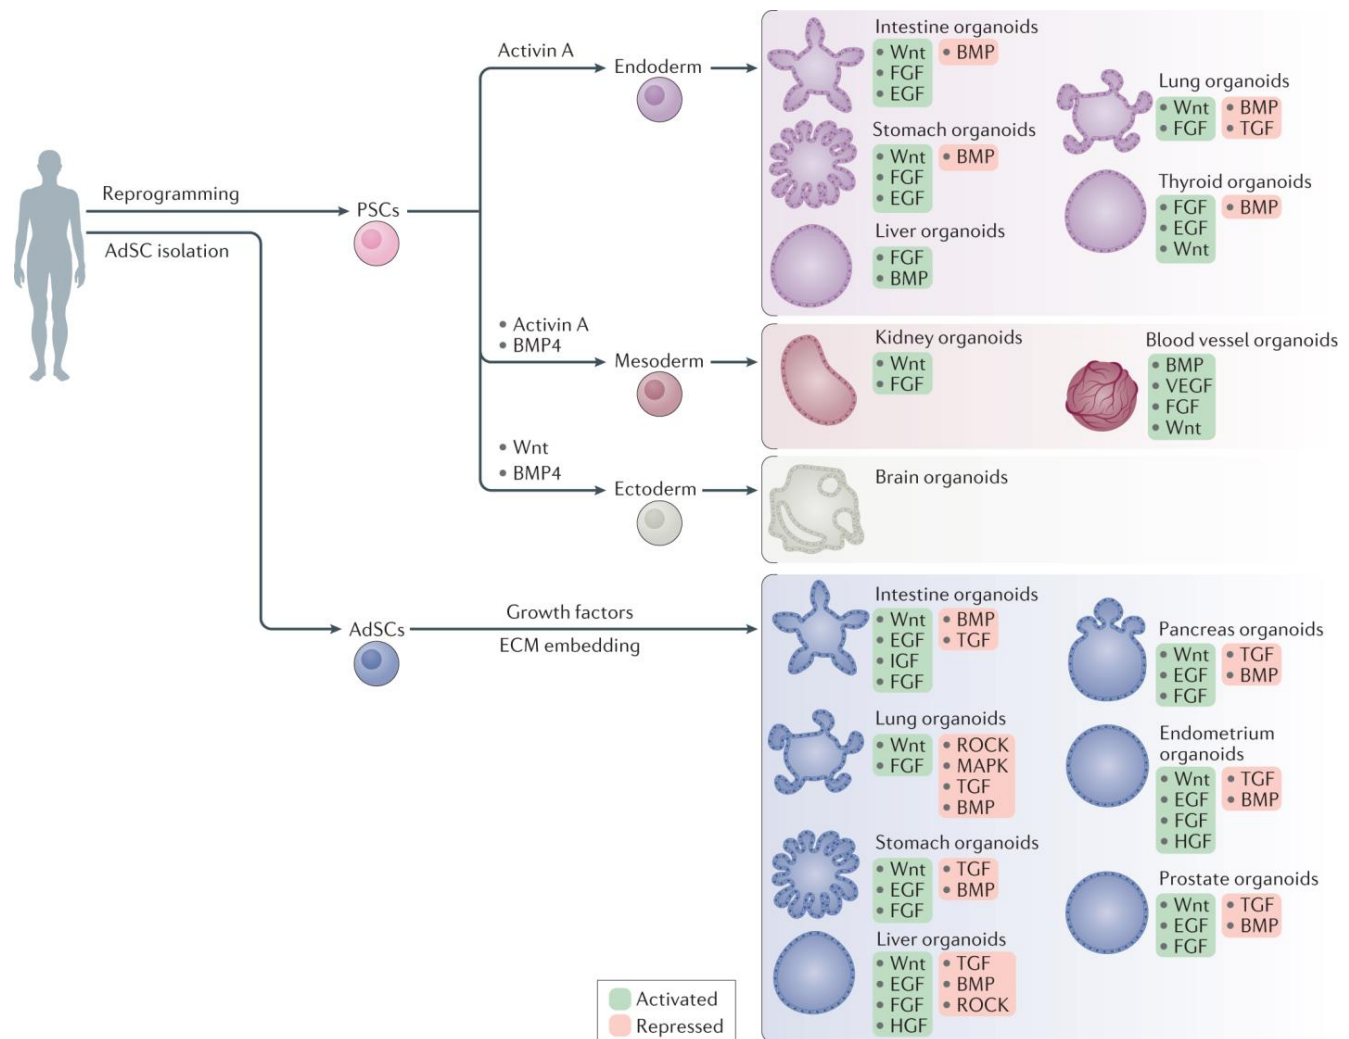 Reprogramming
AdSC isolation
PSCs
Activin A
Endoderm
Intestine organoids
• Wnt
• FGF
• EGF
• BMP
Stomach organoids
• Wnt
• FGF
• EGF
• BMP
Liver organoids
• FGF
• BMP
Lung organoids
• Wnt
• FGF
• BMP
• TGF
Thyroid organoids
• FGF
• EGF
• Wnt
• BMP
• Activin A
• BMP4
Mesoderm
Kidney organoids
• Wnt
• FGF
Blood vessel organoids
• BMP
• VEGF
• FGF
• Wnt
• Wnt
• BMP4
Ectoderm
Brain organoids
AdSCs
Growth factors
ECM embedding
Intestine organoids
• Wnt
• EGF
• IGF
• FGF
• BMP
• TGF
Lung organoids
• Wnt
• FGF
• ROCK
• MAPK
• TGF
• BMP
Stomach organoids
• Wnt
• EGF
• FGF
• TGF
• BMP
Liver organoids
• Wnt
• EGF
• FGF
• HGF
• TGF
• BMP
• ROCK
Pancreas organoids
• Wnt
• EGF
• FGF
• TGF
• BMP
Endometrium
organoids
• Wnt
• EGF
• FGF
• HGF
• TGF
• BMP
Prostate organoids
• Wnt
• EGF
• FGF
• TGF
• BMP
Activated
Repressed